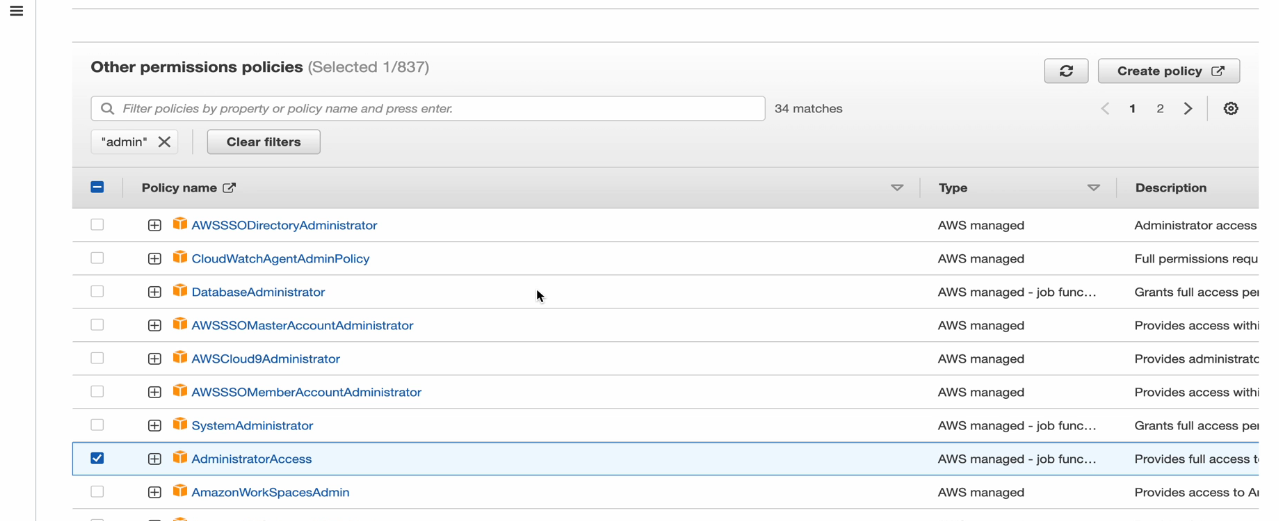 Other permissions policies (Selected 1/837)
Create policy
Filter policies by property or policy name and press enter.
34 matches
1 2
"admin"
Clear filters
Policy name Type Description
AWSSSODirectoryAdministrator AWS managed Administrator access
CloudWatchAgentAdminPolicy AWS managed Full permissions requ
DatabaseAdministrator AWS managed - job func... Grants full access per
AWSSSOMasterAccountAdministrator AWS managed Provides access withi
AWSCloud9Administrator AWS managed Provides administrato
AWSSSOMemberAccountAdministrator AWS managed Provides access withi
SystemAdministrator AWS managed - job func... Grants full access per
AdministratorAccess AWS managed - job func... Provides full access t
AmazonWorkSpacesAdmin AWS managed Provides access to A